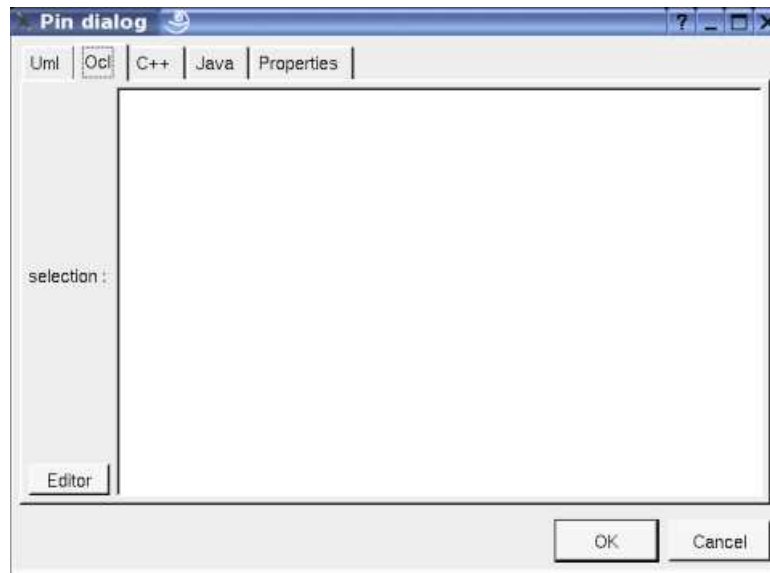 Pin dialog
Uml Ocl C++ Java Properties
selection :
Editor
OK Cancel